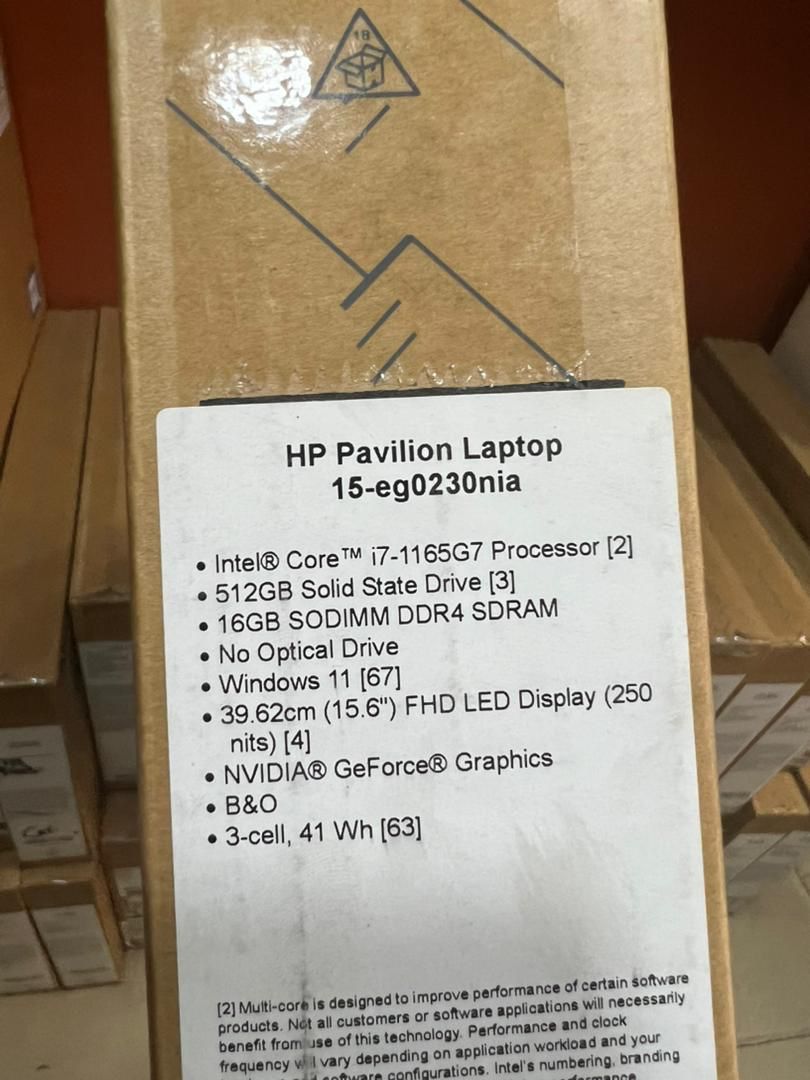 18
HP Pavilion Laptop
15-eg0230nia
• Intel® Core™ i7-1165G7 Processor [2]
• 512GB Solid State Drive [3]
• 16GB SODIMM DDR4 SDRAM
• No Optical Drive
• Windows 11 [67]
• 39.62cm (15.6") FHD LED Display (250
nits) [4]
• NVIDIA® GeForce® Graphics
• B&O
• 3-cell, 41 Wh [63]
[2] Multi-core is designed to improve performance of certain software
products. Not all customers or software applications will necessarily
benefit from use of this technology. Performance and clock
frequency will vary depending on application workload and your
software configurations. Intel's numbering, branding